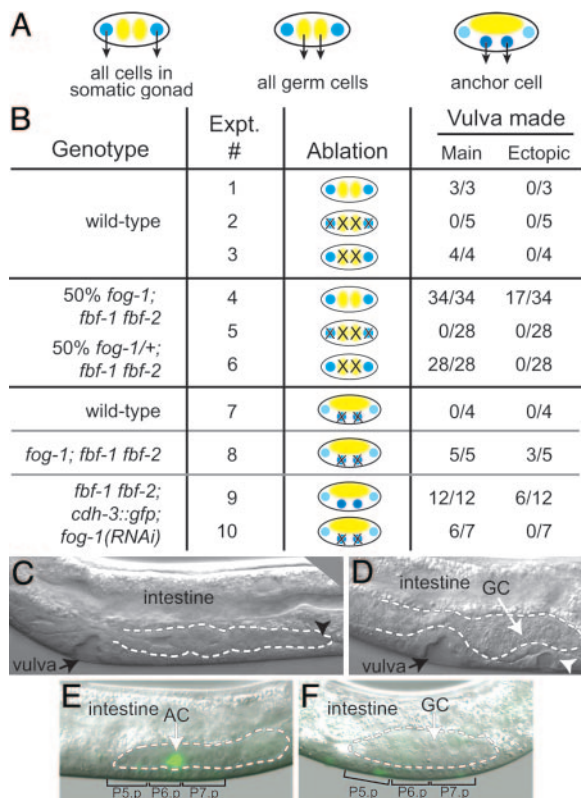 A
all cells in
somatic gonad
all germ cells
anchor cell
B
Genotype
Expt.
#
Ablation
Vulva made
Main
Ectopic
wild-type
1
3/3
0/3
2
X X
0/5
0/5
3
X X
4/4
0/4
50% fog-1;
fbf-1 fbf-2
4
34/34
17/34
5
X X
0/28
0/28
50% fog-1/+;
fbf-1 fbf-2
6
X X
28/28
0/28
wild-type
7
0/4
0/4
fog-1; fbf-1 fbf-2
8
5/5
3/5
fbf-1 fbf-2;
cdh-3::gfp;
fog-1(RNAi)
9
12/12
6/12
10
6/7
0/7
C
intestine
vulva
D
intestine
GC
vulva
E
intestine
AC
P5.p P6.p P7.p
F
intestine
GC
P5.p P6.p P7.p